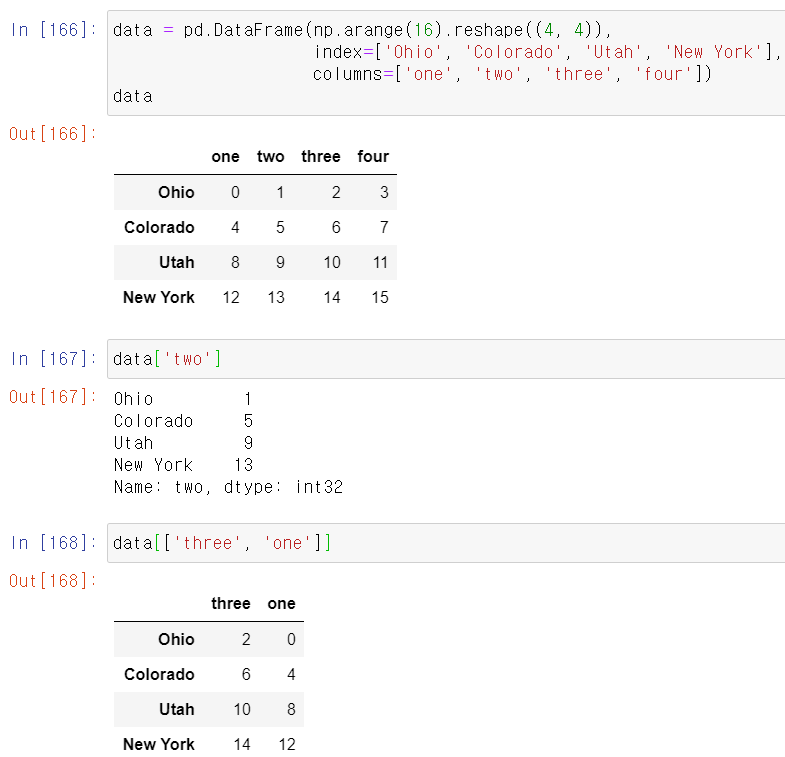 In [166]: data = pd.DataFrame(np.arange(16).reshape((4, 4)),
index=['Ohio', 'Colorado', 'Utah', 'New York'],
columns=['one', 'two', 'three', 'four'])
data
Out[166]:
one two three four
Ohio 0 1 2 3
Colorado 4 5 6 7
Utah 8 9 10 11
New York 12 13 14 15
In [167]: data['two']
Out[167]: Ohio 1
Colorado 5
Utah 9
New York 13
Name: two, dtype: int32
In [168]: data[['three', 'one']]
Out[168]:
three one
Ohio 2 0
Colorado 6 4
Utah 10 8
New York 14 12